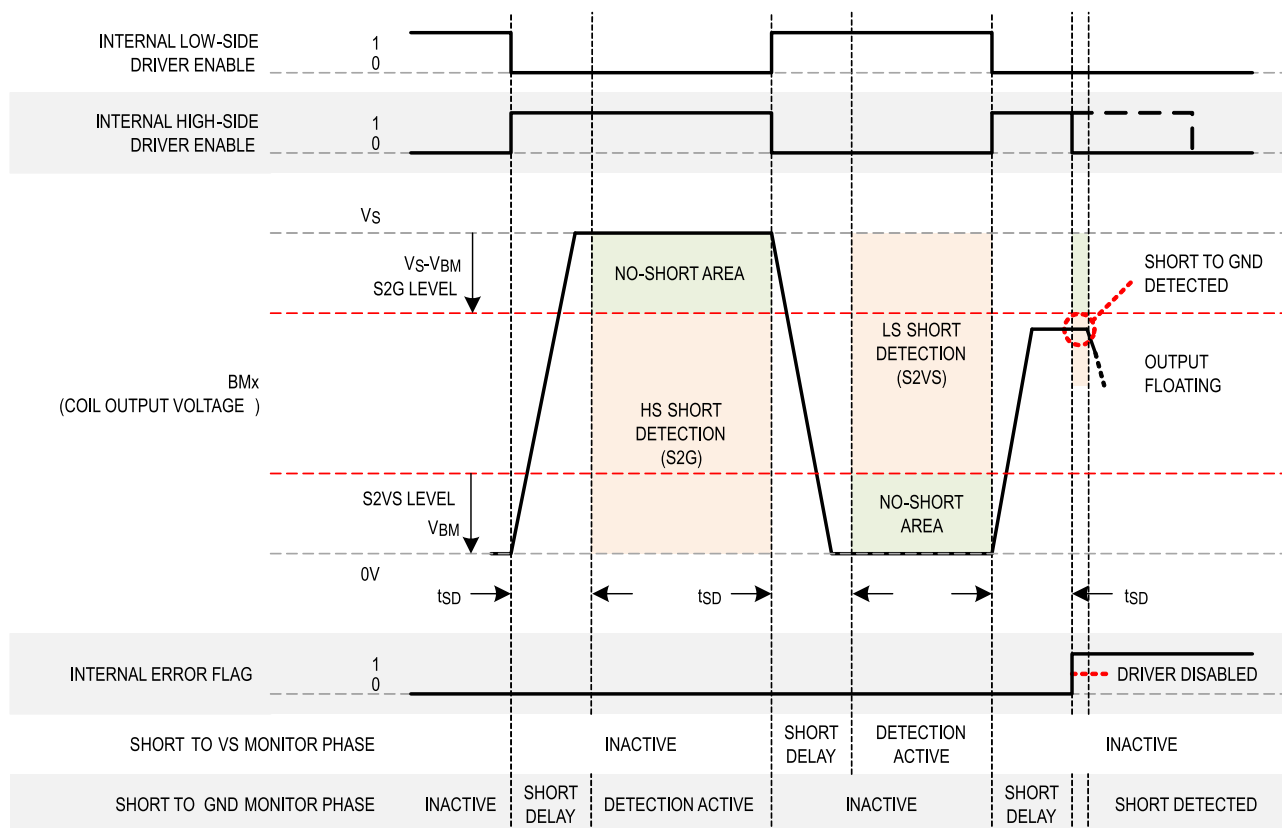 INTERNAL LOW-SIDE
DRIVER ENABLE
1
0
INTERNAL HIGH-SIDE
DRIVER ENABLE
1
0
VS
VS-VBM
S2G LEVEL
NO-SHORT AREA
SHORT TO GND
DETECTED
LS SHORT
DETECTION
(S2VS)
OUTPUT
FLOATING
BMx
(COIL OUTPUT VOLTAGE )
HS SHORT
DETECTION
(S2G)
S2VS LEVEL
VBM
NO-SHORT
AREA
0V
tSD
tSD
tSD
INTERNAL ERROR FLAG
1
0
DRIVER DISABLED
SHORT TO VS MONITOR PHASE
INACTIVE
SHORT
DELAY
DETECTION
ACTIVE
INACTIVE
SHORT TO GND MONITOR PHASE
INACTIVE
SHORT
DELAY
DETECTION ACTIVE
INACTIVE
SHORT
DELAY
SHORT DETECTED